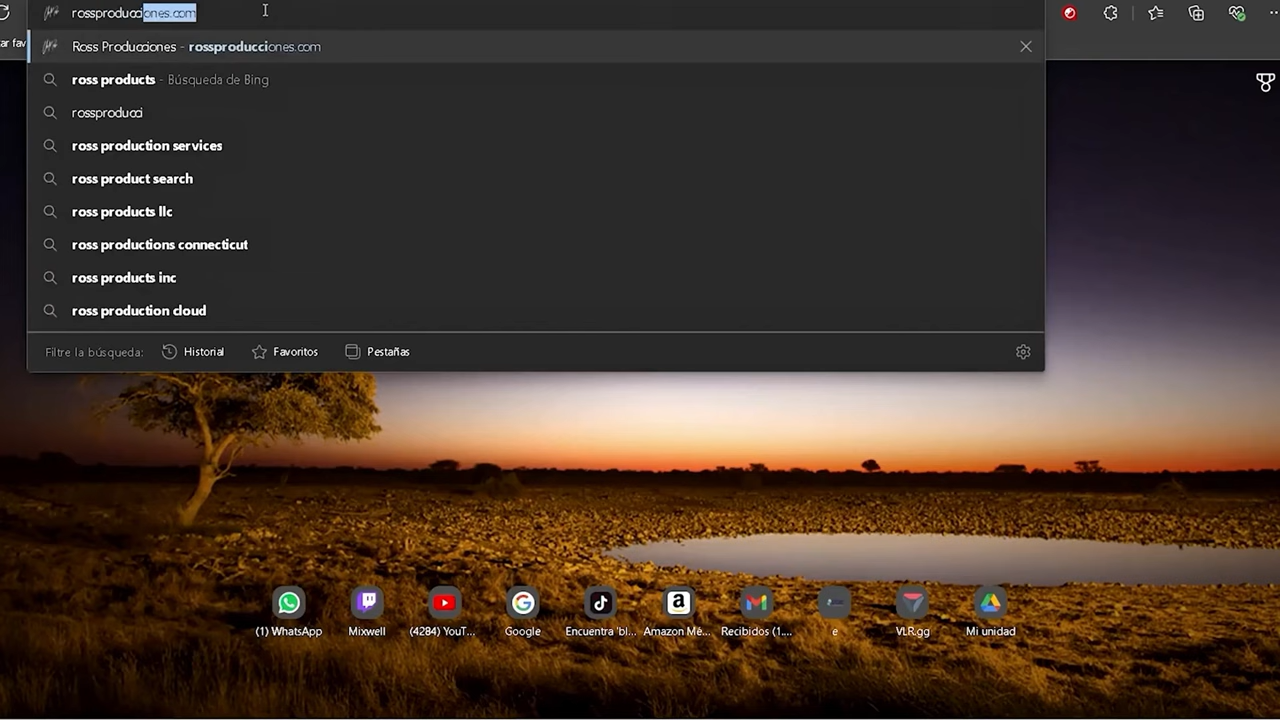 rossproducciones.com
ar fav
Ross Producciones - rossproducciones.com
ross products - Búsqueda de Bing
rossproducci
ross production services
ross product search
ross products llc
ross productions connecticut
ross products inc
ross production cloud
Filtre la búsqueda: Historial Favoritos Pestañas
(1) WhatsApp Mixwell (4284) YouT... Google Encuentra 'bl... Amazon Mé... Recibidos (1.... e VLR.gg Mi unidad